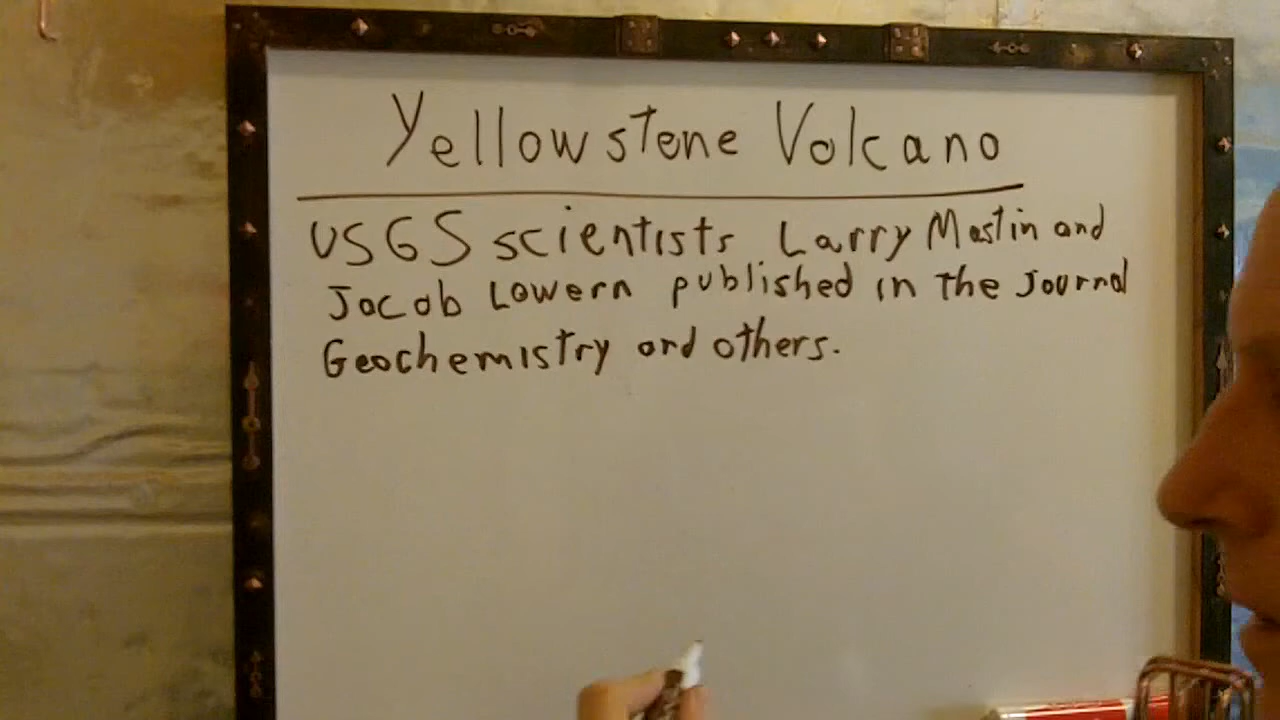 Yellowstone Volcano
USGS scientists Larry Mastin and
Jacob Lowern published in the Journal
Geochemistry and others.